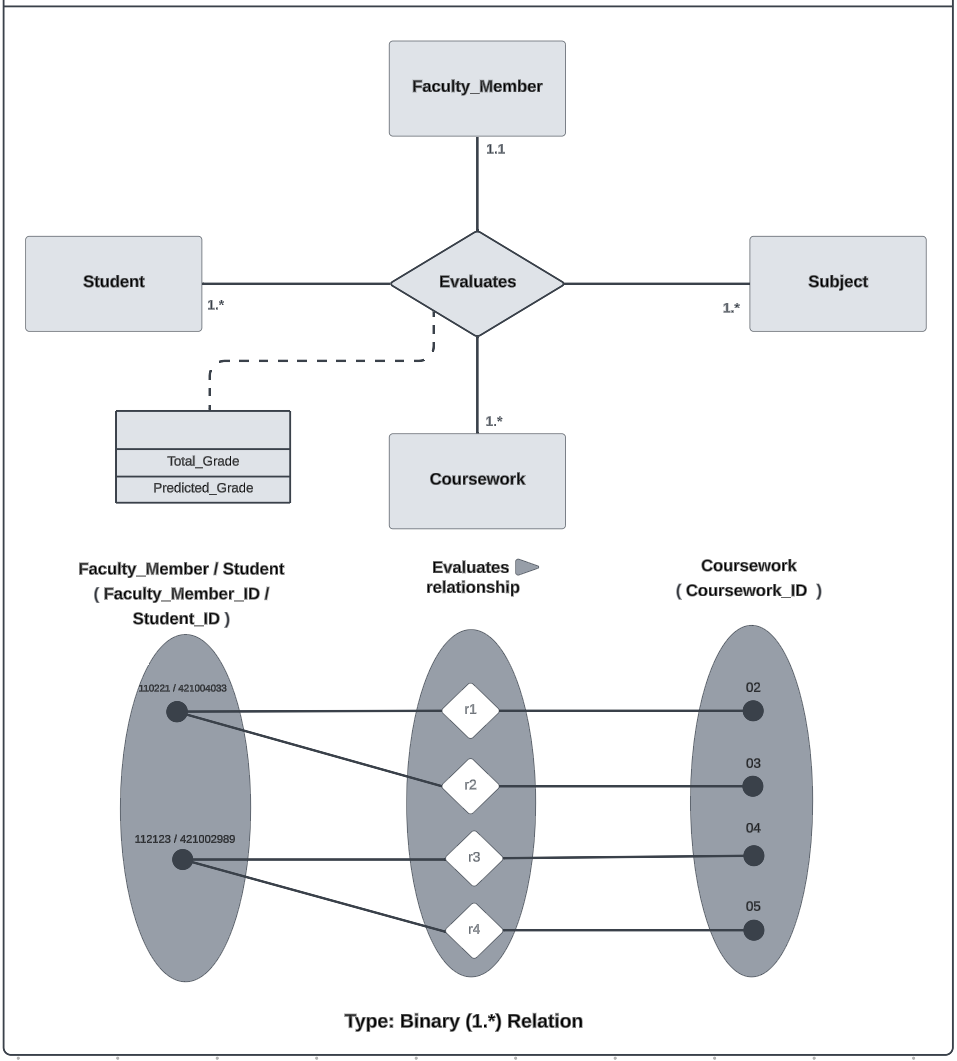 Faculty_Member
1.1
Student
Evaluates
Subject
1.*
1.*
1.*
Total_Grade
Predicted_Grade
Coursework
Faculty_Member / Student
( Faculty_Member_ID /
Student_ID )
Evaluates
relationship
Coursework
( Coursework_ID )
110221 / 421004033
r1
02
r2
03
112123 / 421002989
r3
04
r4
05
Type: Binary (1.*) Relation